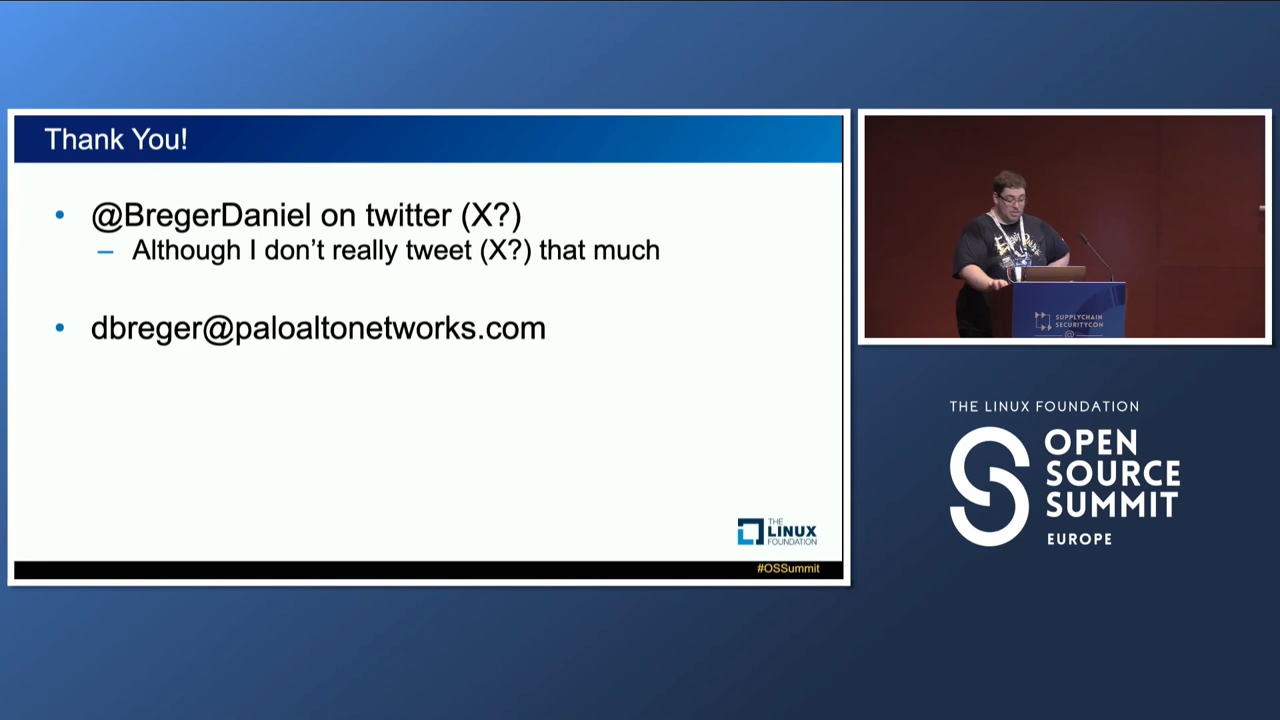 Thank You!
• @BregerDaniel on twitter (X?)
– Although I don’t really tweet (X?) that much
• dbreger@paloaltonetworks.com
THE
LINUX
FOUNDATION
#OSSummit
SUPPLYCHAIN
SECURITYCON
@
THE LINUX FOUNDATION
OPEN
SOURCE
SUMMIT
EUROPE